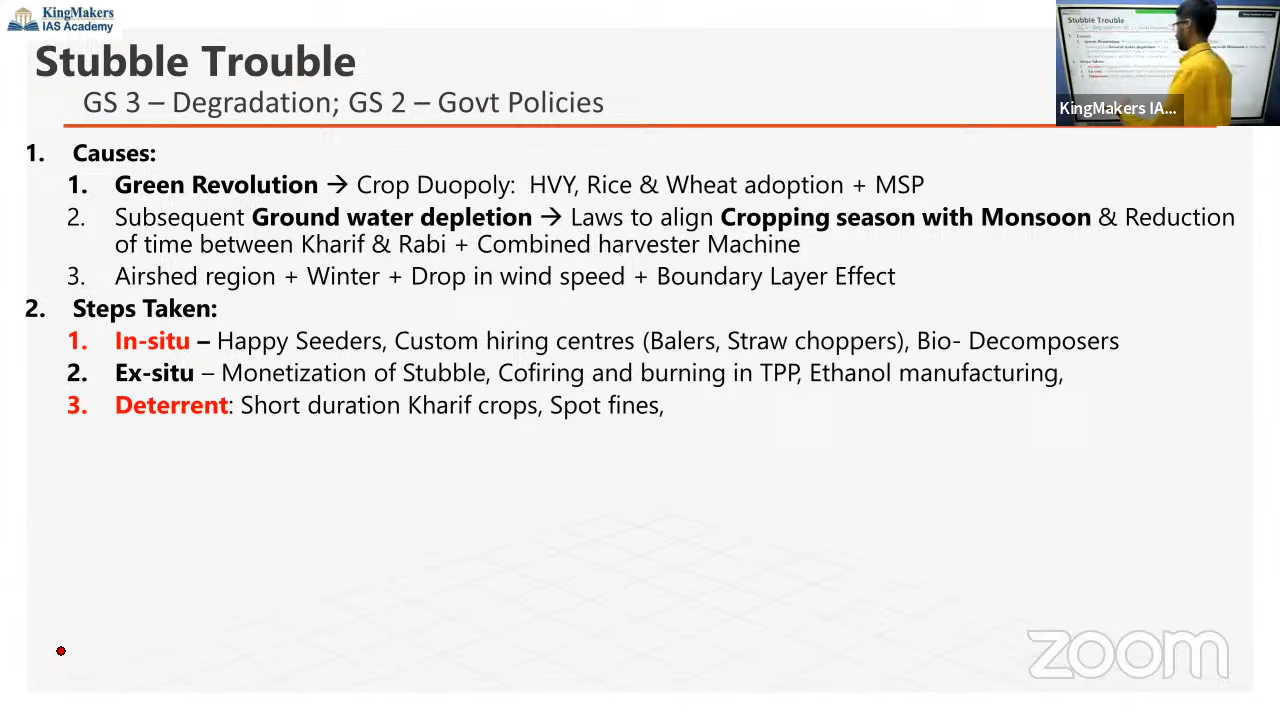 KingMakers
IAS Academy
Stubble Trouble
GS 3 – Degradation; GS 2 – Govt Policies
KingMakers IA...
1. Causes:
1. Green Revolution → Crop Duopoly: HVY, Rice & Wheat adoption + MSP
2. Subsequent Ground water depletion → Laws to align Cropping season with Monsoon & Reduction
of time between Kharif & Rabi + Combined harvester Machine
3. Airshed region + Winter + Drop in wind speed + Boundary Layer Effect
2. Steps Taken:
1. In-situ – Happy Seeders, Custom hiring centres (Balers, Straw choppers), Bio- Decomposers
2. Ex-situ – Monetization of Stubble, Cofiring and burning in TPP, Ethanol manufacturing,
3. Deterrent: Short duration Kharif crops, Spot fines,
zoom